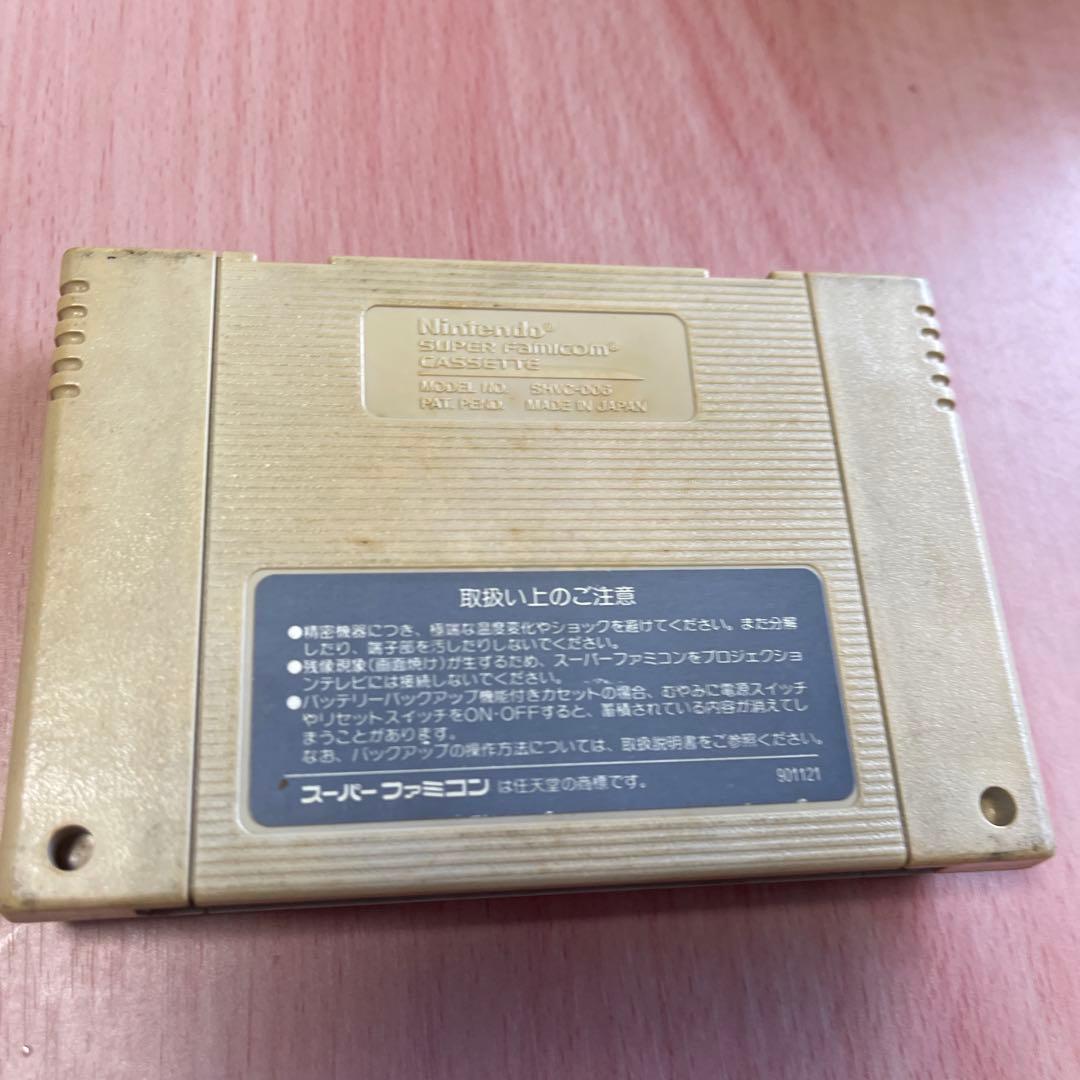 Nintendo®
SUPER Famicom®
CASSETTE
MODEL NO. SHVC-006
PAT. PEND. MADE IN JAPAN
取扱い上のご注意
●精密機器につき、極端な温度変化やショックを避けてください。また分解
したり、端子部を汚したりしないでください。
●残像現象(画面焼け)が生ずるため、スーパーファミコンをプロジェクショ
ンテレビには接続しないでください。
●バッテリーバックアップ機能付きカセットの場合、むやみに電源スイッチ
やリセットスイッチをON・OFFすると、蓄積されている内容が消えてし
まうことがあります。
なお、バックアップの操作方法については、取扱説明書をご参照ください。
スーパーファミコンは任天堂の商標です。 901121